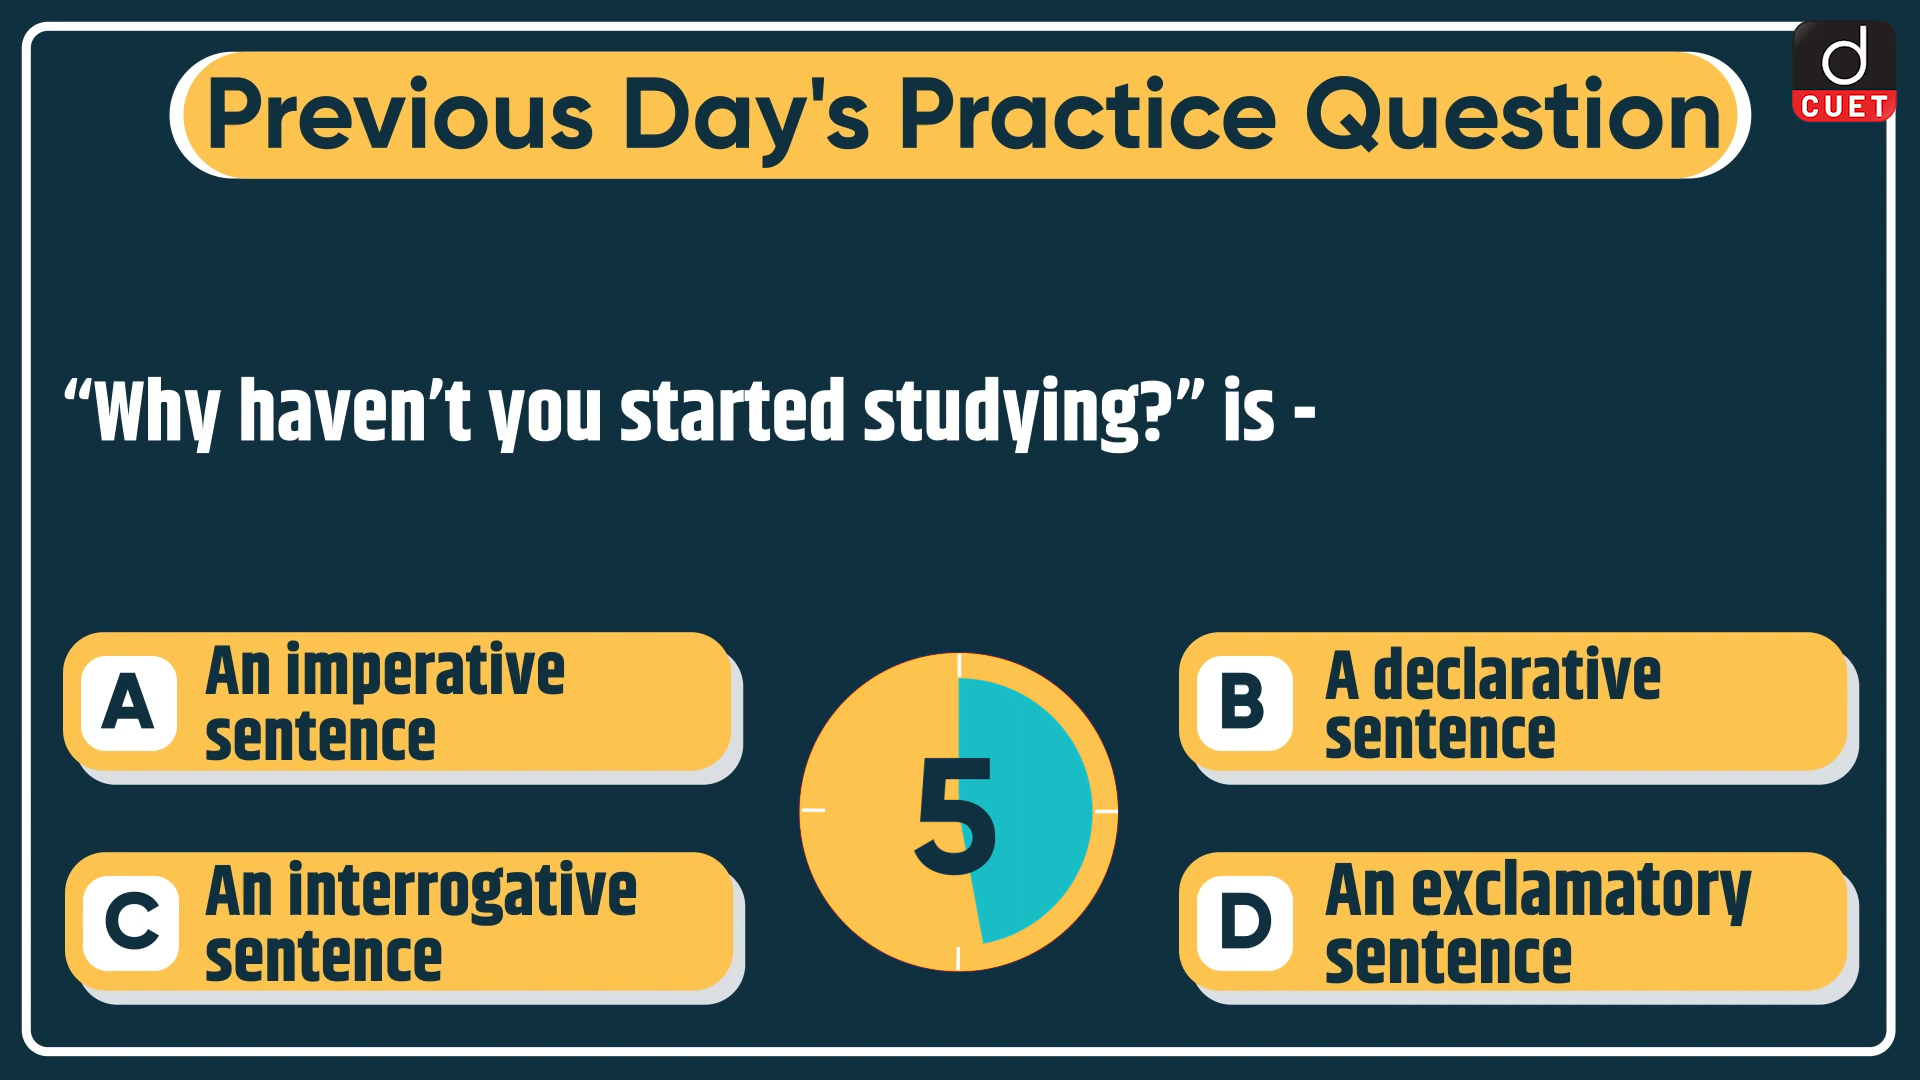 Previous Day's Practice Question
d
CUET
“Why haven’t you started studying?” is -
A
An imperative
sentence
B
A declarative
sentence
5
C
An interrogative
sentence
D
An exclamatory
sentence